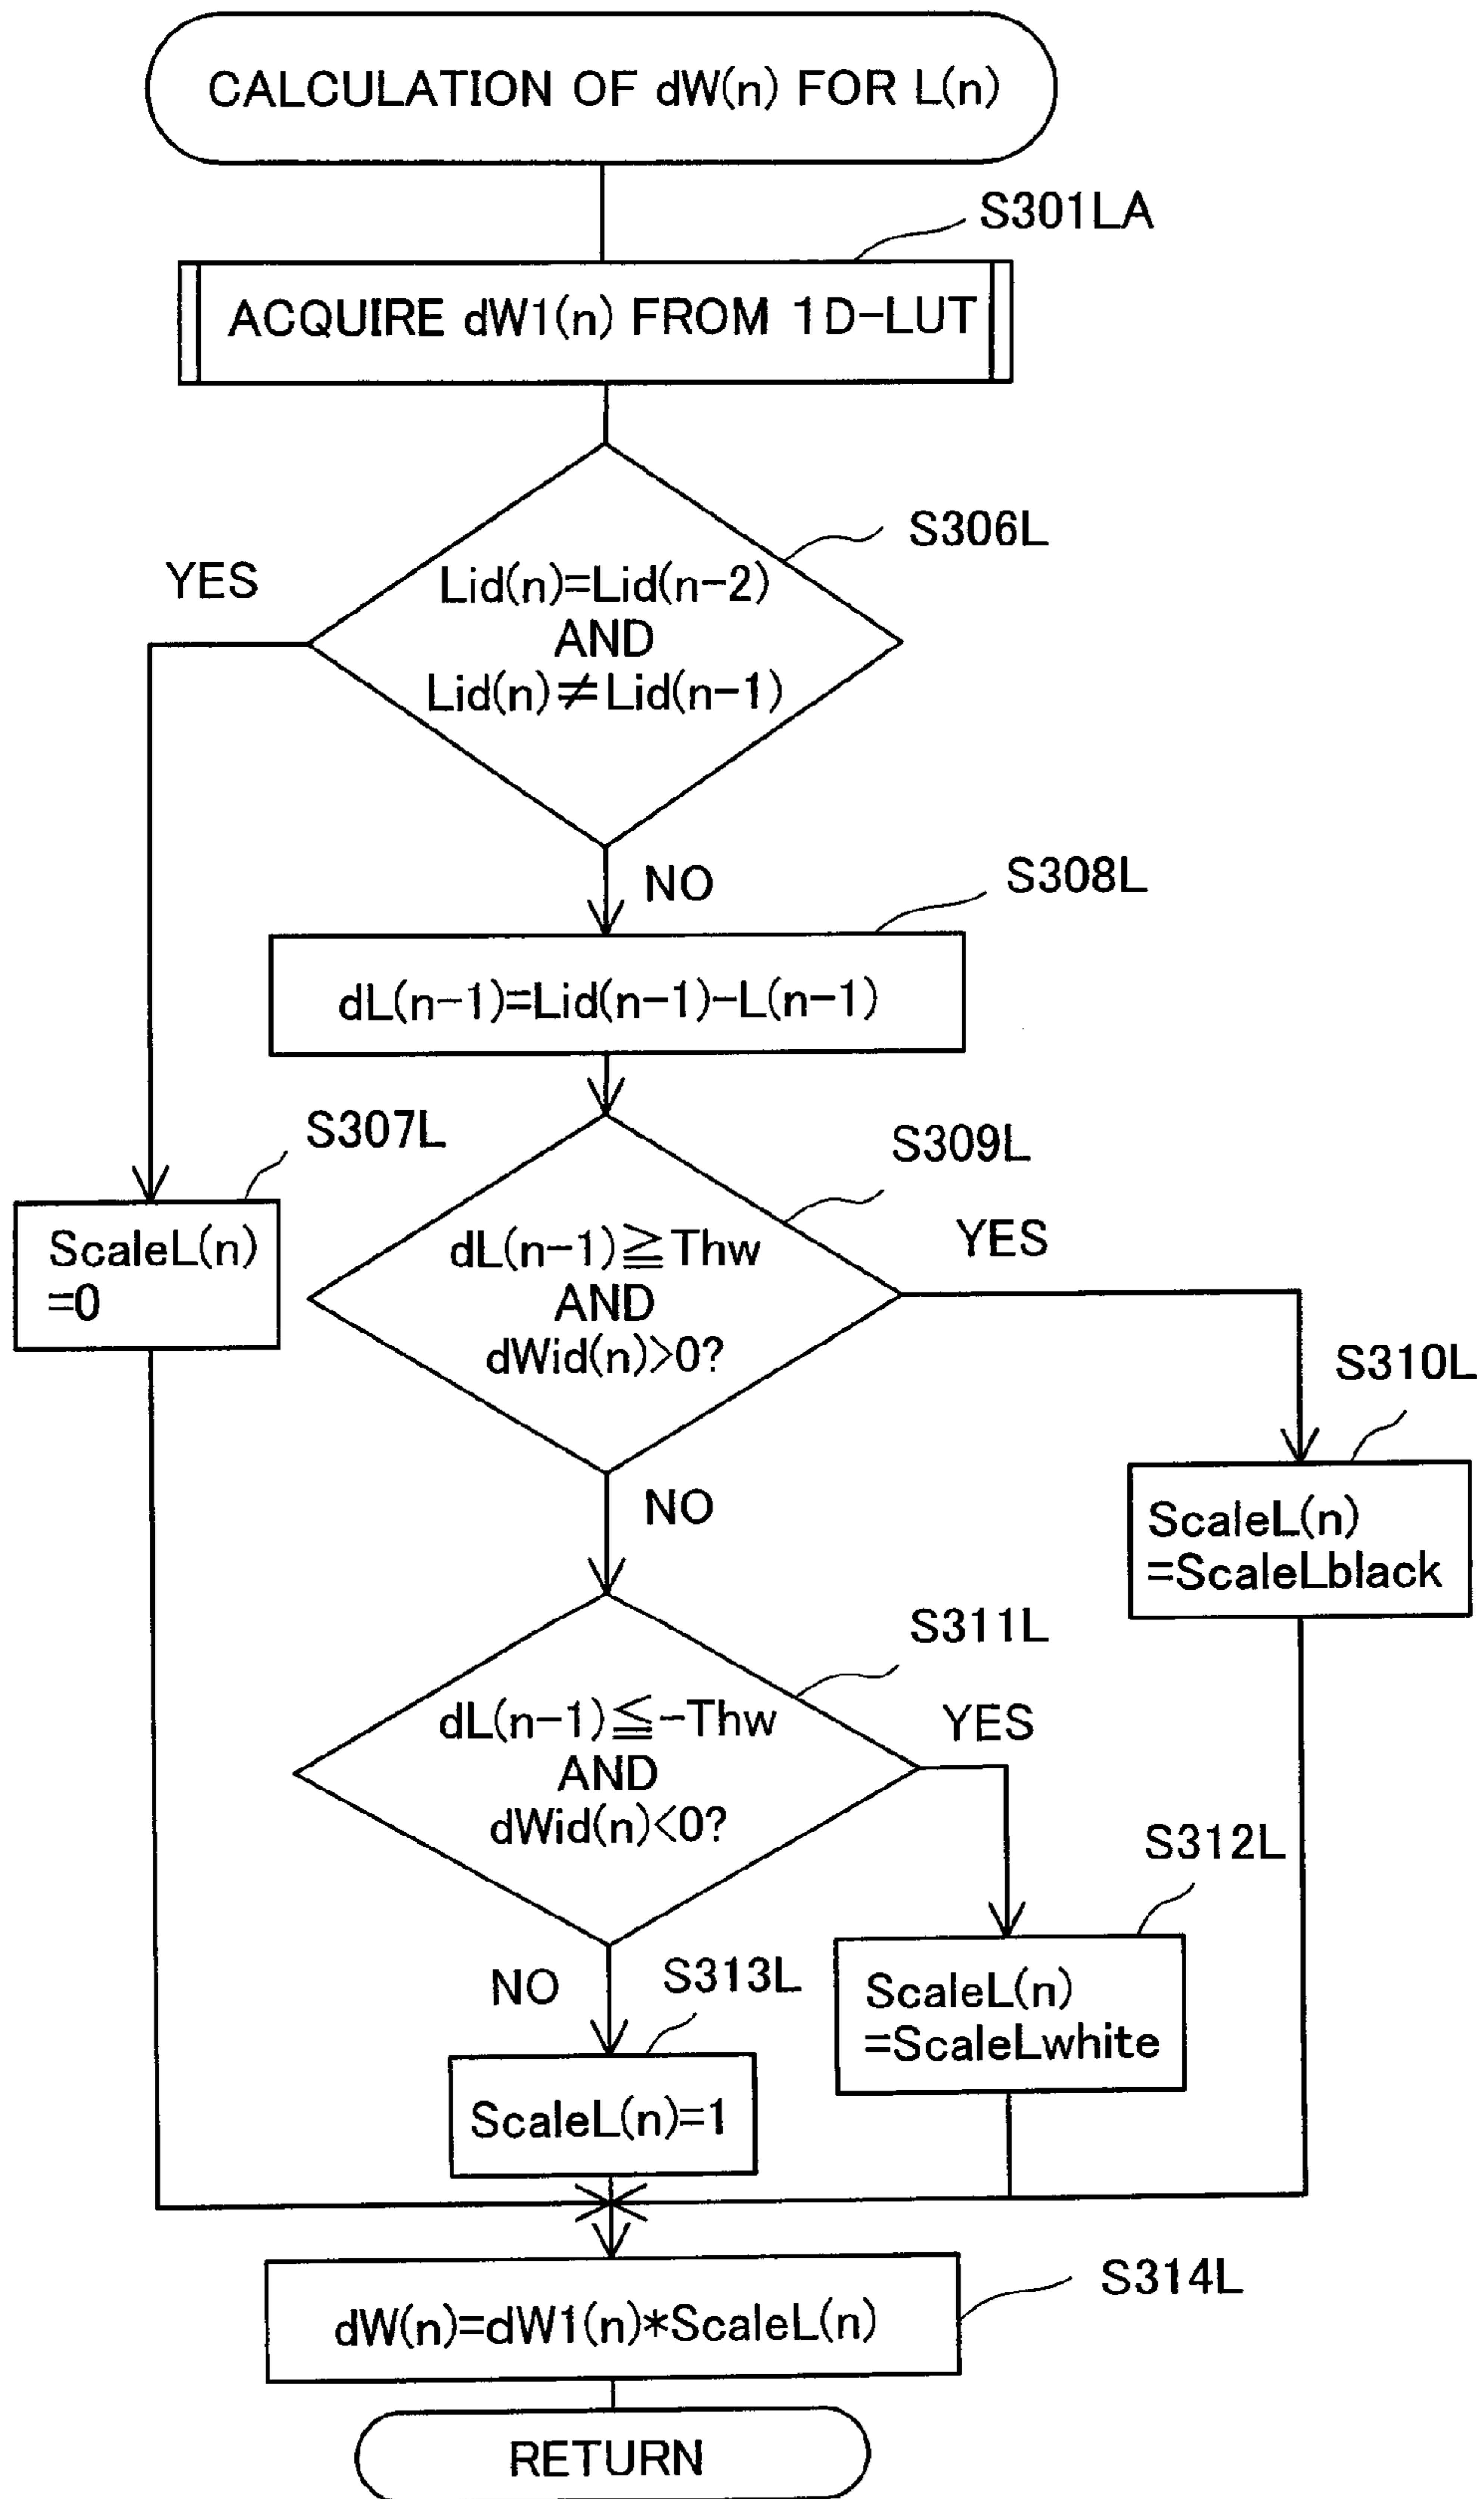 CALCULATION OF dW(n) FOR L(n)
S301LA
ACQUIRE dW1(n) FROM 1D-LUT
S306L
YES
Lid(n)=Lid(n-2)
AND
Lid(n)≠Lid(n-1)
NO
S308L
dL(n-1)=Lid(n-1)-L(n-1)
S307L
S309L
ScaleL(n)
=0
dL(n-1)≧Thw
AND
dWid(n)>0?
YES
S310L
NO
ScaleL(n)
=ScaleLblack
S311L
dL(n-1)≦-Thw
AND
dWid(n)<0?
YES
S312L
NO
S313L
ScaleL(n)
=ScaleLwhite
ScaleL(n)=1
S314L
dW(n)=dW1(n)*ScaleL(n)
RETURN